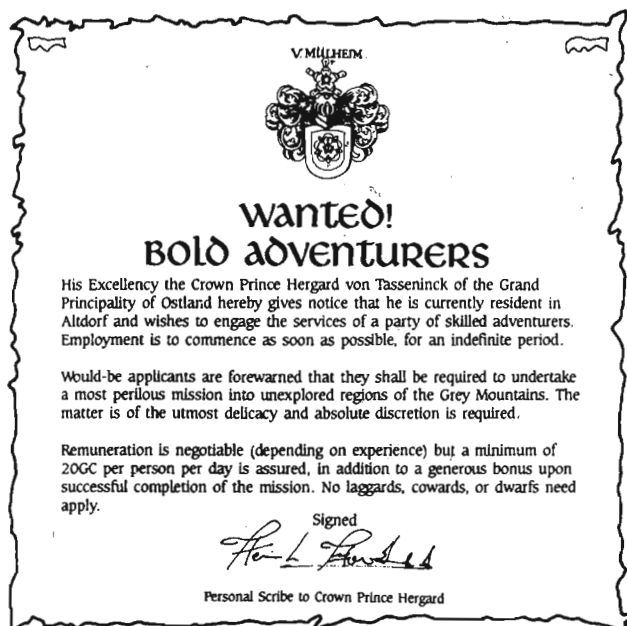 V. MÜLHEIM
WANTED!
BOLD ADVENTURERS
His Excellency the Crown Prince Hergard von Tasseninck of the Grand
Principality of Ostland hereby gives notice that he is currently resident in
Altdorf and wishes to engage the services of a party of skilled adventurers.
Employment is to commence as soon as possible, for an indefinite period.
Would-be applicants are forewarned that they shall be required to undertake
a most perilous mission into unexplored regions of the Grey Mountains. The
matter is of the utmost delicacy and absolute discretion is required.
Remuneration is negotiable (depending on experience) but a minimum of
20GC per person per day is assured, in addition to a generous bonus upon
successful completion of the mission. No laggards, cowards, or dwarfs need
apply.
Signed
Personal Scribe to Crown Prince Hergard